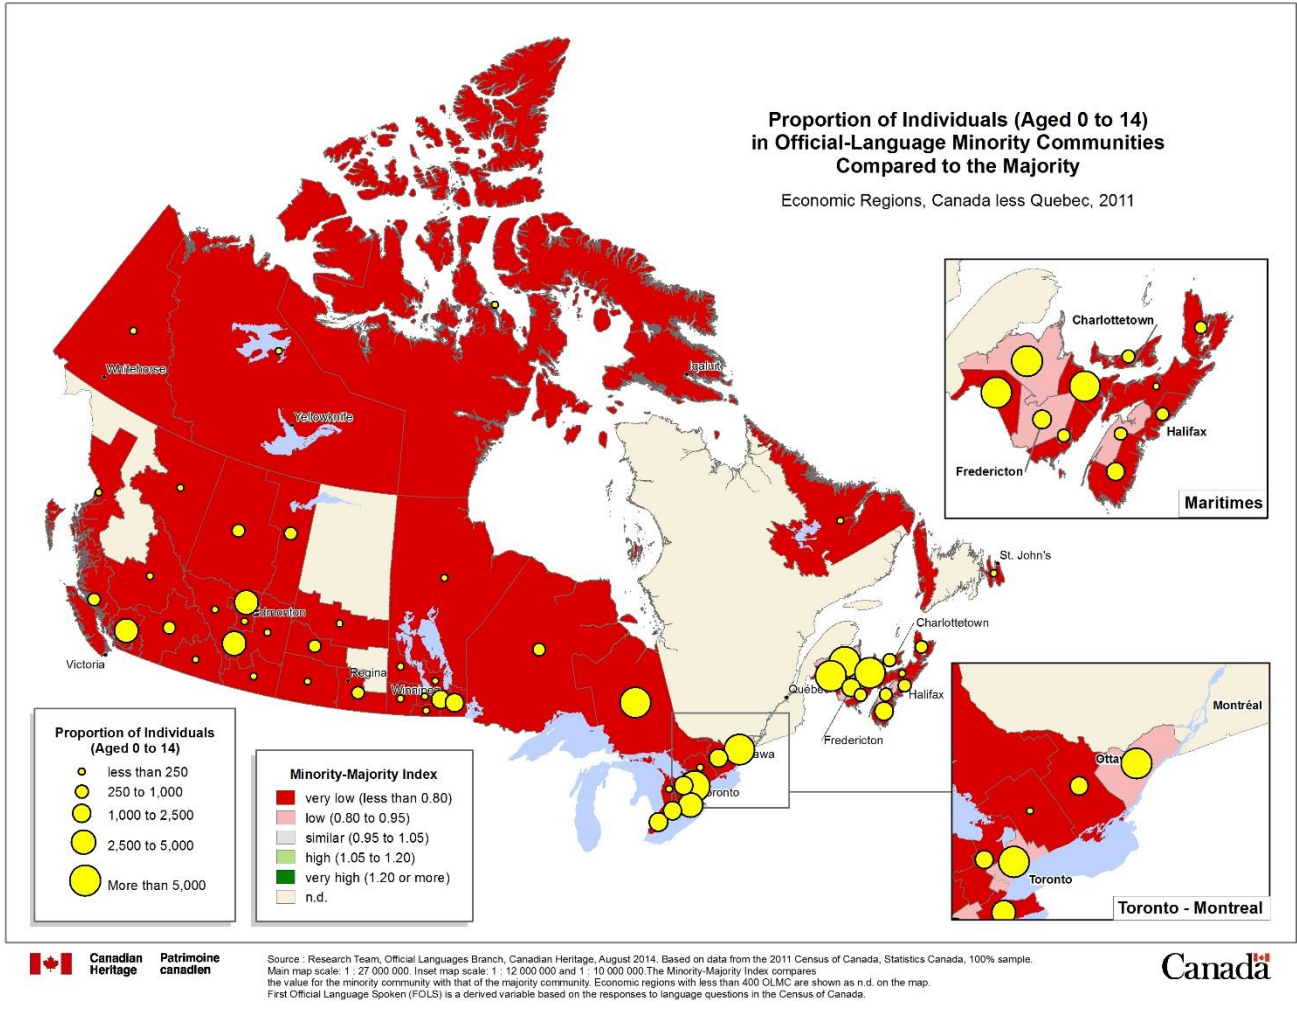 Proportion of Individuals (Aged 0 to 14)
in Official-Language Minority Communities
Compared to the Majority
Economic Regions, Canada less Quebec, 2011
Whitehorse
Yellowknife
Iqaluit
Edmonton
Victoria
Regina
Winnipeg
St. John's
Charlottetown
Québec
Halifax
Fredericton
Charlottetown
Halifax
Fredericton
Maritimes
Montréal
Toronto
Toronto - Montreal
Proportion of Individuals
(Aged 0 to 14)
less than 250
250 to 1,000
1,000 to 2,500
2,500 to 5,000
More than 5,000
Minority-Majority Index
very low (less than 0.80)
low (0.80 to 0.95)
similar (0.95 to 1.05)
high (1.05 to 1.20)
very high (1.20 or more)
n.d.
Canadian Heritage
Patrimoine canadien
Source : Research Team, Official Languages Branch, Canadian Heritage, August 2014. Based on data from the 2011 Census of Canada, Statistics Canada, 100% sample.
Main map scale: 1 : 27 000 000. Inset map scale: 1 : 12 000 000 and 1 : 10 000 000.The Minority-Majority Index compares
the value for the minority community with that of the majority community. Economic regions with less than 400 OLMC are shown as n.d. on the map.
First Official Language Spoken (FOLS) is a derived variable based on the responses to language questions in the Census of Canada.
Canada